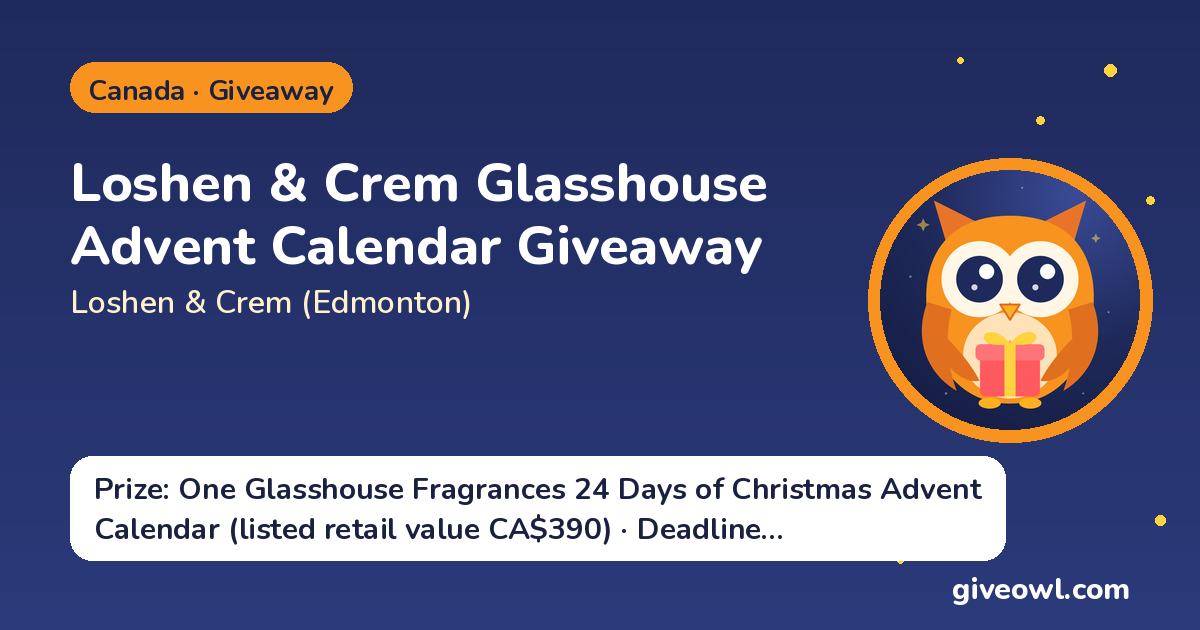 Canada · Giveaway
Loshen & Crem Glasshouse
Advent Calendar Giveaway
Loshen & Crem (Edmonton)
Prize: One Glasshouse Fragrances 24 Days of Christmas Advent
Calendar (listed retail value CA$390) · Deadline...
giveowl.com